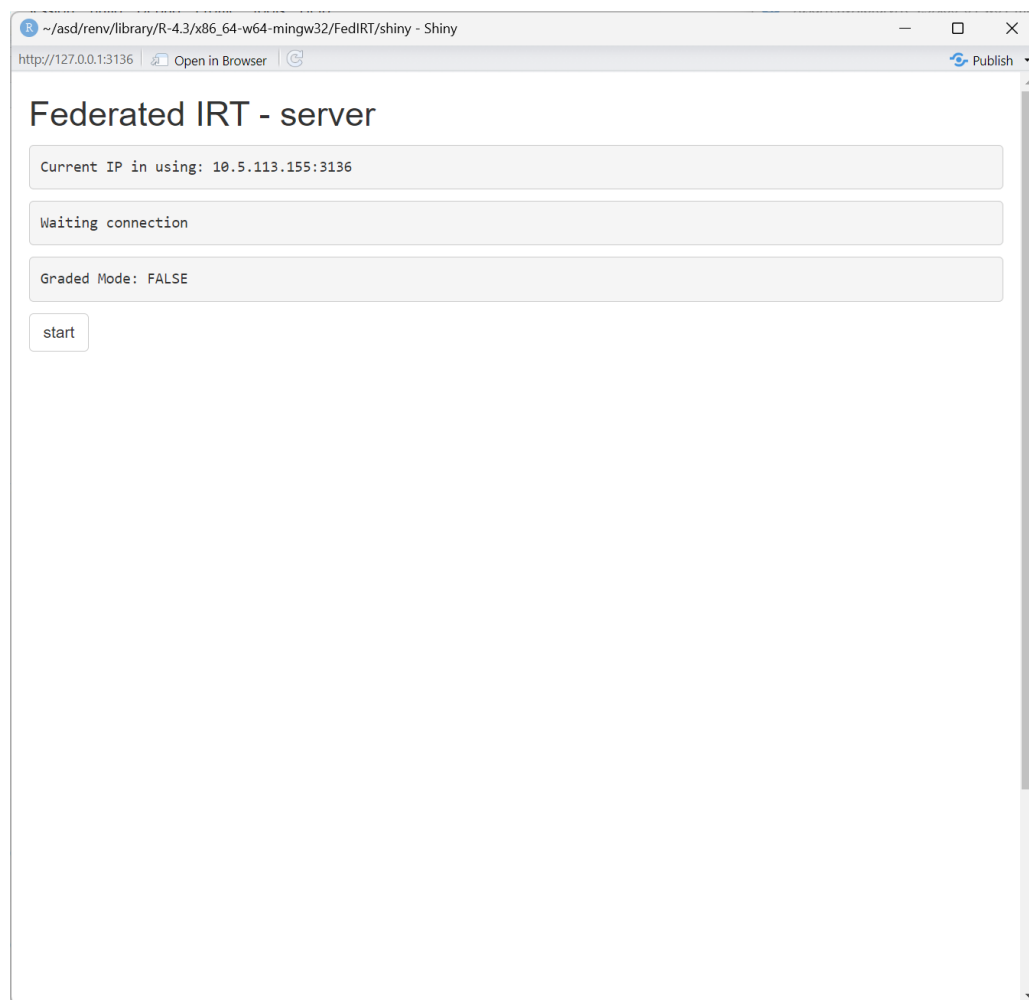 ~/asd/renv/library/R-4.3/x86_64-w64-mingw32/FedIRT/shiny - Shiny
http://127.0.0.1:3136 Open in Browser Publish
Federated IRT - server
Current IP in using: 10.5.113.155:3136
Waiting connection
Graded Mode: FALSE
start